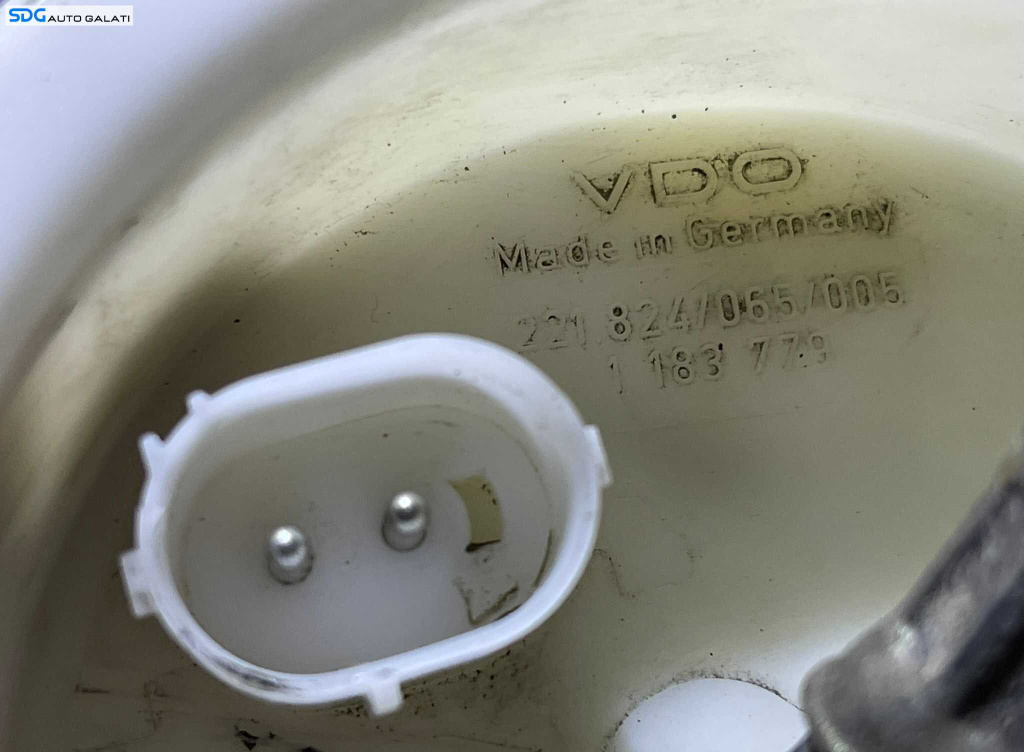 SDG AUTO GALATI
VDO
Made in Germany
221.824/065/005
1 183 779